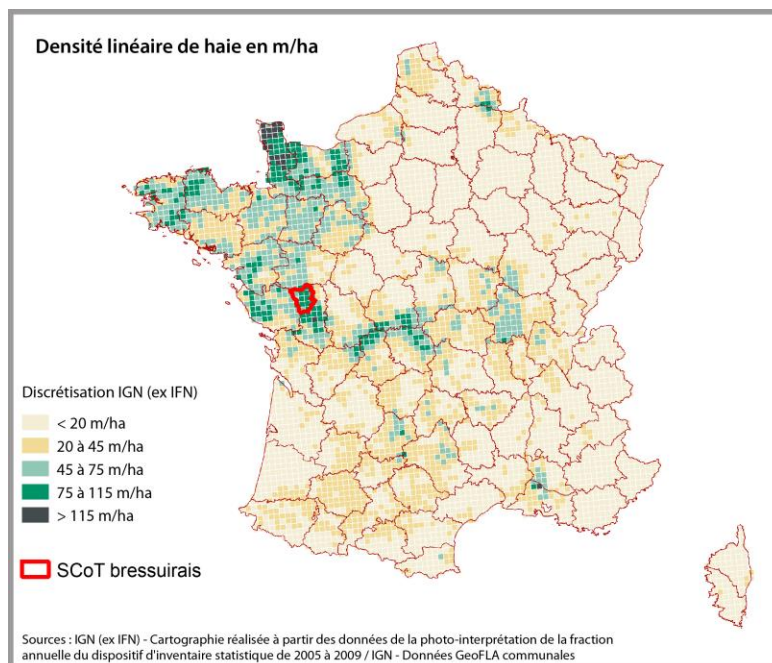 Densité linéaire de haie en m/ha
Discrétisation IGN (ex IFN)
< 20 m/ha
20 à 45 m/ha
45 à 75 m/ha
75 à 115 m/ha
> 115 m/ha
SCoT bressuirais
Sources : IGN (ex IFN) - Cartographie réalisée à partir des données de la photo-interprétation de la fraction
annuelle du dispositif d'inventaire statistique de 2005 à 2009 / IGN - Données GeoFLA communales